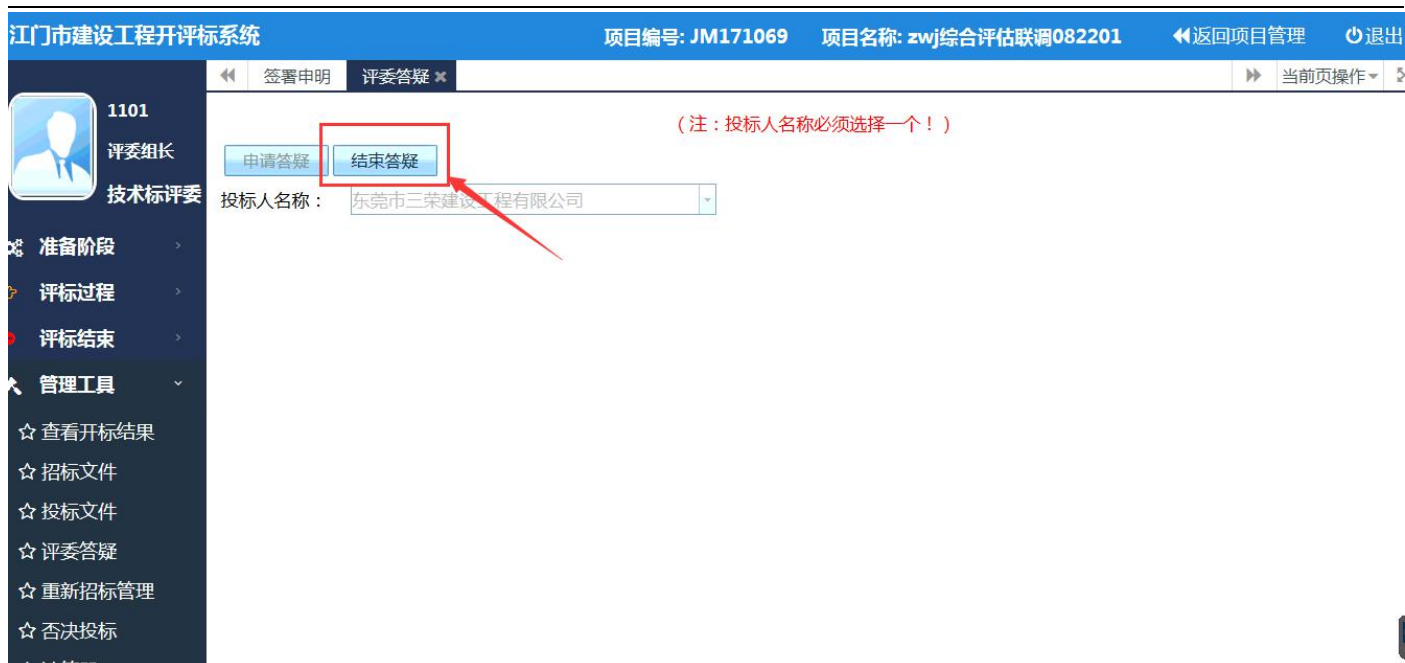 江门市建设工程开评标系统 项目编号: JM171069 项目名称: zwj综合评估联调082201 返回项目管理 退出
签署申明 评委答疑 当前页操作
1101
评委组长
技术标评委
（注：投标人名称必须选择一个！）
申请答疑 结束答疑
投标人名称： 东莞市三荣建设工程有限公司
准备阶段
评标过程
评标结束
管理工具
查看开标结果
招标文件
投标文件
评委答疑
重新招标管理
否决投标